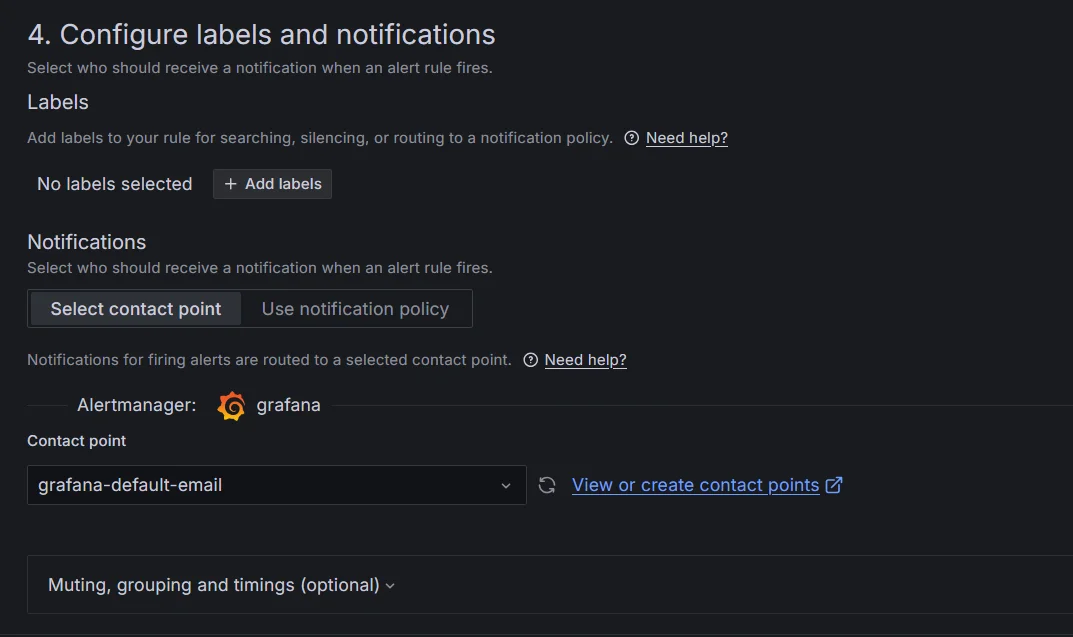 4. Configure labels and notifications
Select who should receive a notification when an alert rule fires.
Labels
Add labels to your rule for searching, silencing, or routing to a notification policy. Need help?
No labels selected + Add labels
Notifications
Select who should receive a notification when an alert rule fires.
Select contact point Use notification policy
Notifications for firing alerts are routed to a selected contact point. Need help?
Alertmanager: grafana
Contact point
grafana-default-email View or create contact points
Muting, grouping and timings (optional)